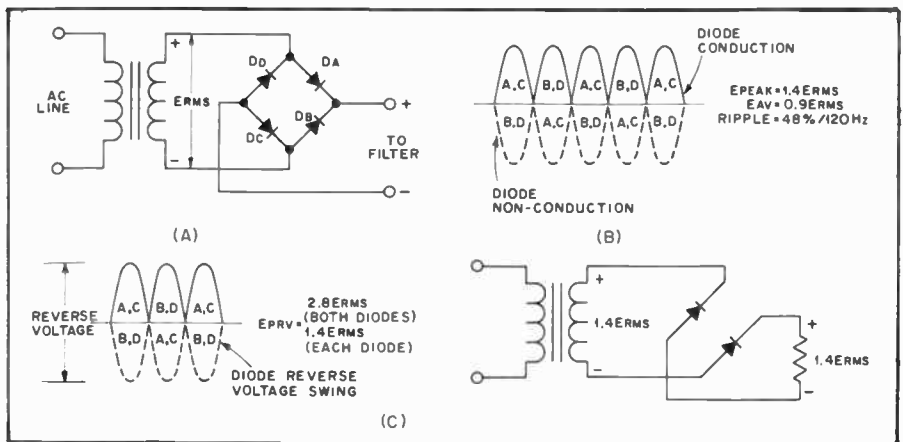 +
DD
DA
AC
LINE
ERMS
DC
DB
+
TO
FILTER
-
-
(A)
DIODE
CONDUCTION
A,C B,D A,C B,D A,C
B,D A,C B,D A,C B,D
EPEAK=1.4ERMS
EAV=0.9ERMS
RIPPLE=48%/120Hz
DIODE
NON-CONDUCTION
(B)
REVERSE
VOLTAGE
A,C B,D A,C
B,D A,C B,D
EPRV=
2.8ERMS
(BOTH DIODES)
1.4ERMS
(EACH DIODE)
DIODE REVERSE
VOLTAGE SWING
+
1.4ERMS
-
+
1.4ERMS
-
(C)